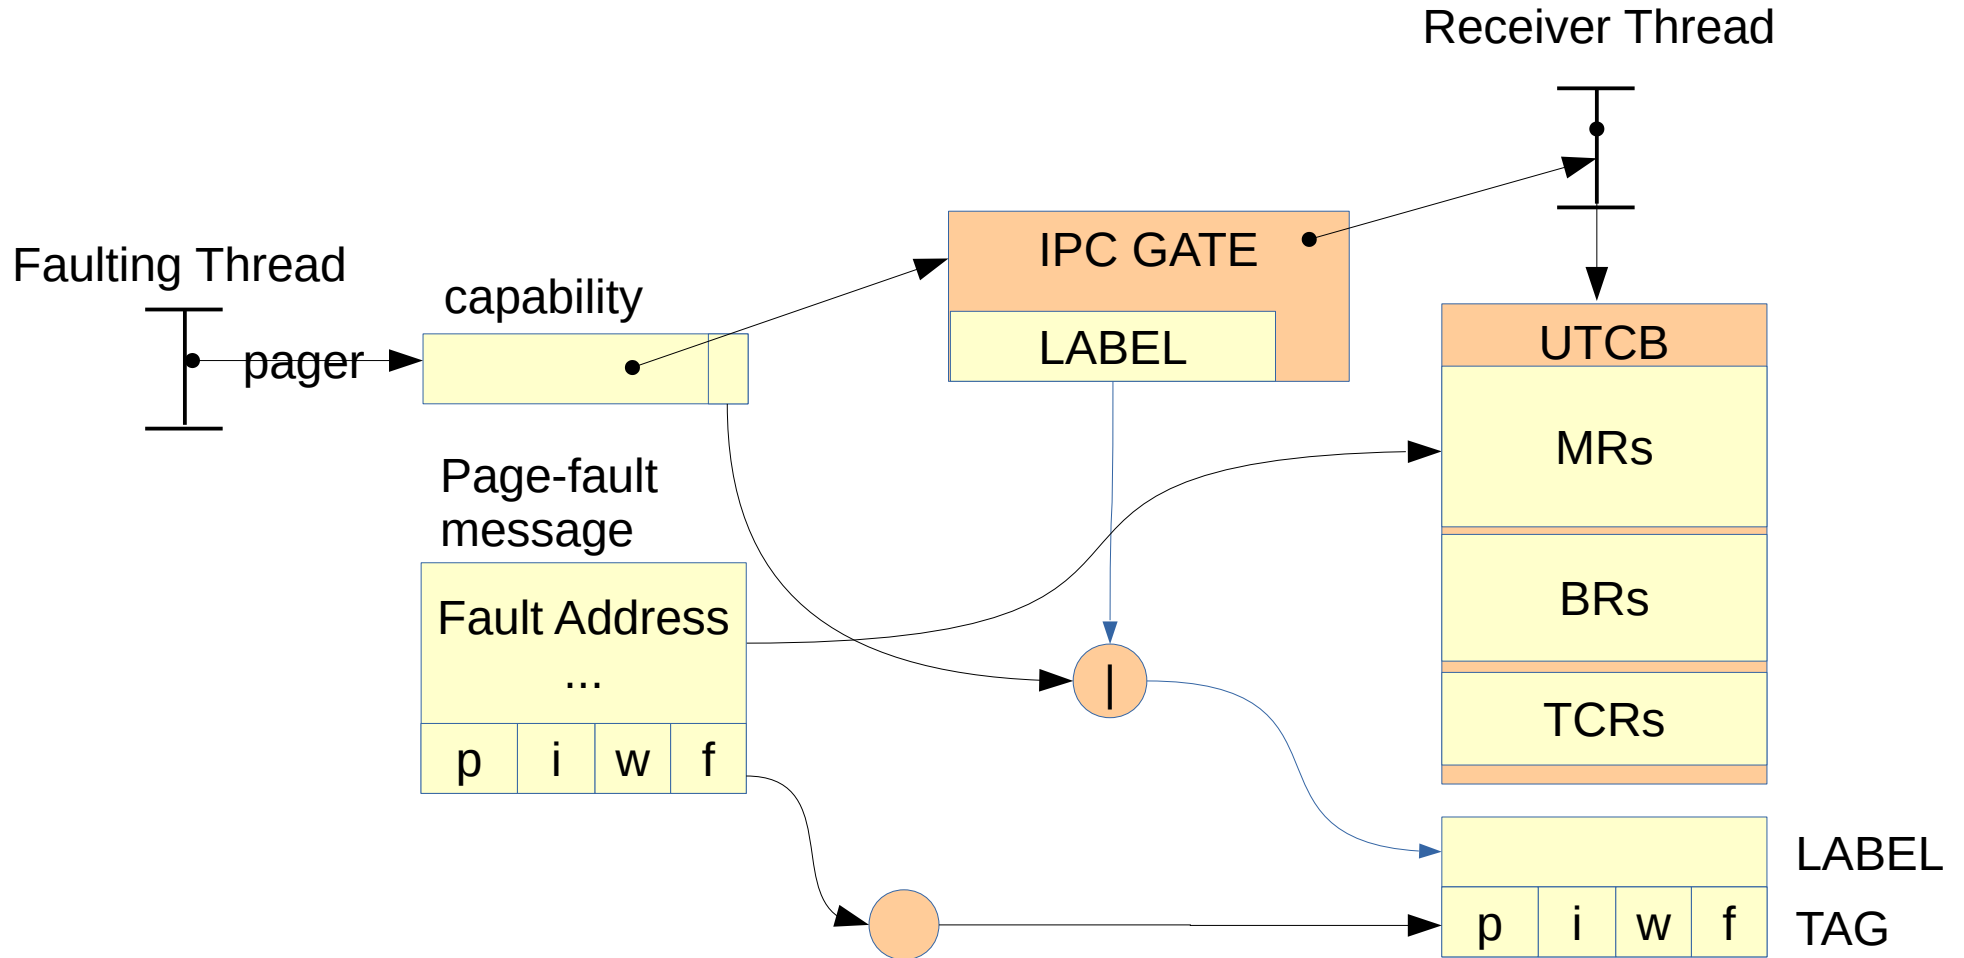 Receiver Thread
Faulting Thread
pager
capability
IPC GATE
LABEL
UTCB
MRs
BRs
TCRs
Page-fault
message
Fault Address
...
p i w f
|
LABEL
p i w f
TAG